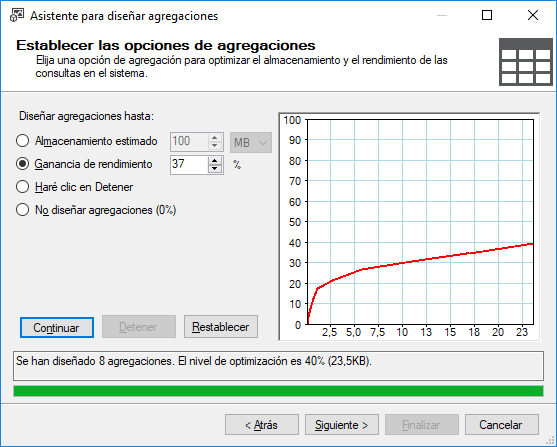 Asistente para diseñar agregaciones
Establecer las opciones de agregaciones
Elija una opción de agregación para optimizar el almacenamiento y el rendimiento de las
consultas en el sistema.
Diseñar agregaciones hasta:
Almacenamiento estimado 100 MB
Ganancia de rendimiento 37 %
Haré clic en Detener
No diseñar agregaciones (0%)
100
90
80
70
60
50
40
30
20
10
0
2,5 5,0 7,5 10 13 15 18 20 23
Continuar Detener Restablecer
Se han diseñado 8 agregaciones. El nivel de optimización es 40% (23,5KB).
< Atrás Siguiente > Finalizar Cancelar